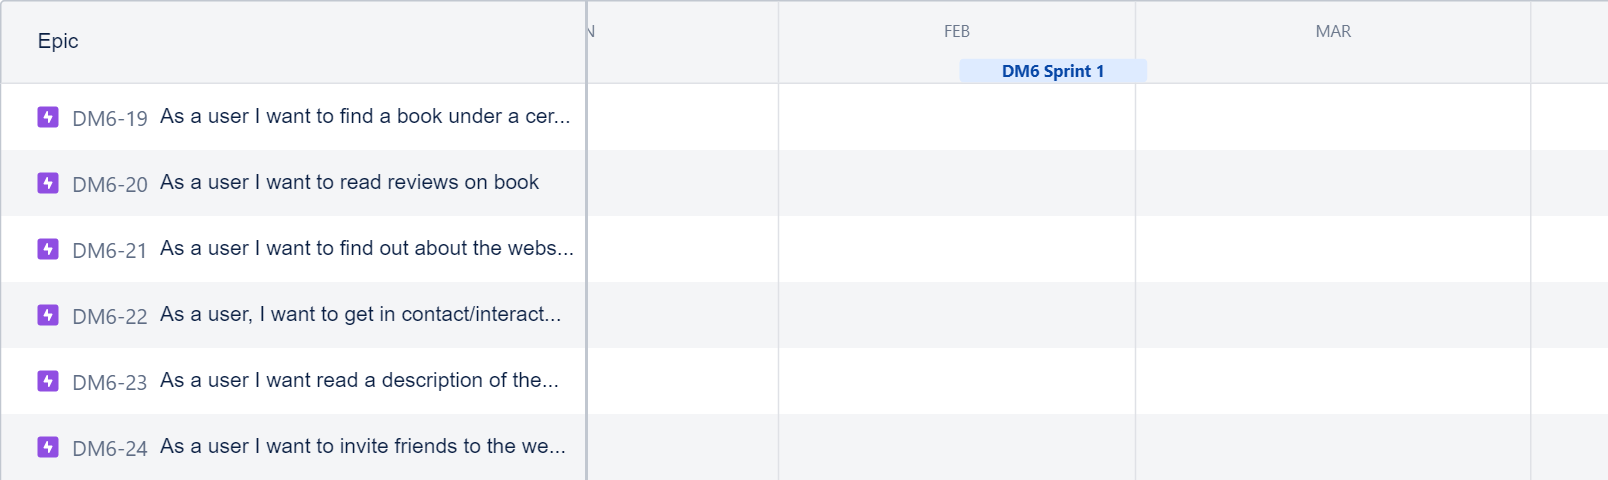 Epic
N
FEB
MAR
DM6 Sprint 1
DM6-19 As a user I want to find a book under a cer...
DM6-20 As a user I want to read reviews on book
DM6-21 As a user I want to find out about the webs...
DM6-22 As a user, I want to get in contact/interact...
DM6-23 As a user I want read a description of the...
DM6-24 As a user I want to invite friends to the we...